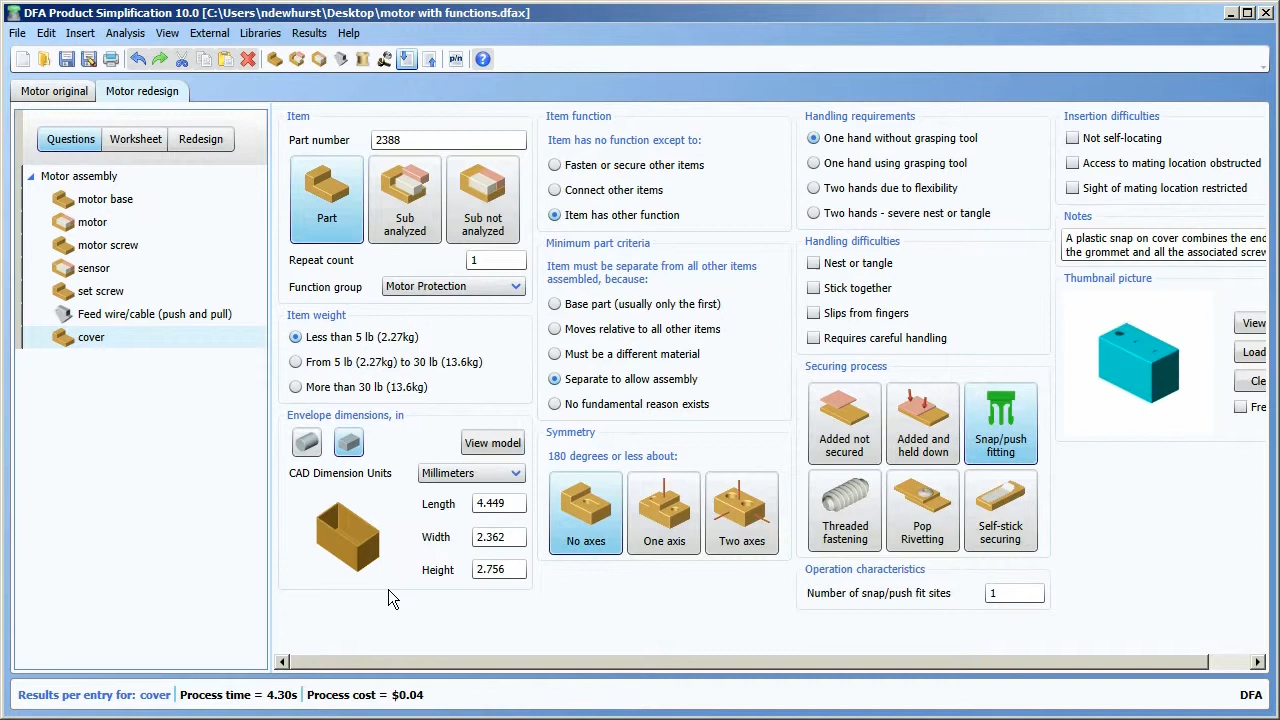 DFA Product Simplification 10.0 [C:\Users\ndewhurst\Desktop\motor with functions.dfax]
File Edit Insert Analysis View External Libraries Results Help
p/n
Motor original Motor redesign
Questions Worksheet Redesign
Motor assembly
motor base
motor
motor screw
sensor
set screw
Feed wire/cable (push and pull)
cover
Item
Part number 2388
Part
Sub analyzed
Sub not analyzed
Repeat count 1
Function group Motor Protection
Item weight
Less than 5 lb (2.27kg)
From 5 lb (2.27kg) to 30 lb (13.6kg)
More than 30 lb (13.6kg)
Envelope dimensions, in
View model
CAD Dimension Units Millimeters
Length 4.449
Width 2.362
Height 2.756
Item function
Item has no function except to:
Fasten or secure other items
Connect other items
Item has other function
Minimum part criteria
Item must be separate from all other items
assembled, because:
Base part (usually only the first)
Moves relative to all other items
Must be a different material
Separate to allow assembly
No fundamental reason exists
Symmetry
180 degrees or less about:
No axes One axis Two axes
Handling requirements
One hand without grasping tool
One hand using grasping tool
Two hands due to flexibility
Two hands - severe nest or tangle
Handling difficulties
Nest or tangle
Stick together
Slips from fingers
Requires careful handling
Securing process
Added not secured
Added and held down
Snap/push fitting
Threaded fastening
Pop Rivetting
Self-stick securing
Operation characteristics
Number of snap/push fit sites 1
Insertion difficulties
Not self-locating
Access to mating location obstructed
Sight of mating location restricted
Notes
A plastic snap on cover combines the end
the grommet and all the associated screw
Thumbnail picture
View
Load
Cle
Fre
Results per entry for: cover Process time = 4.30s Process cost = $0.04 DFA